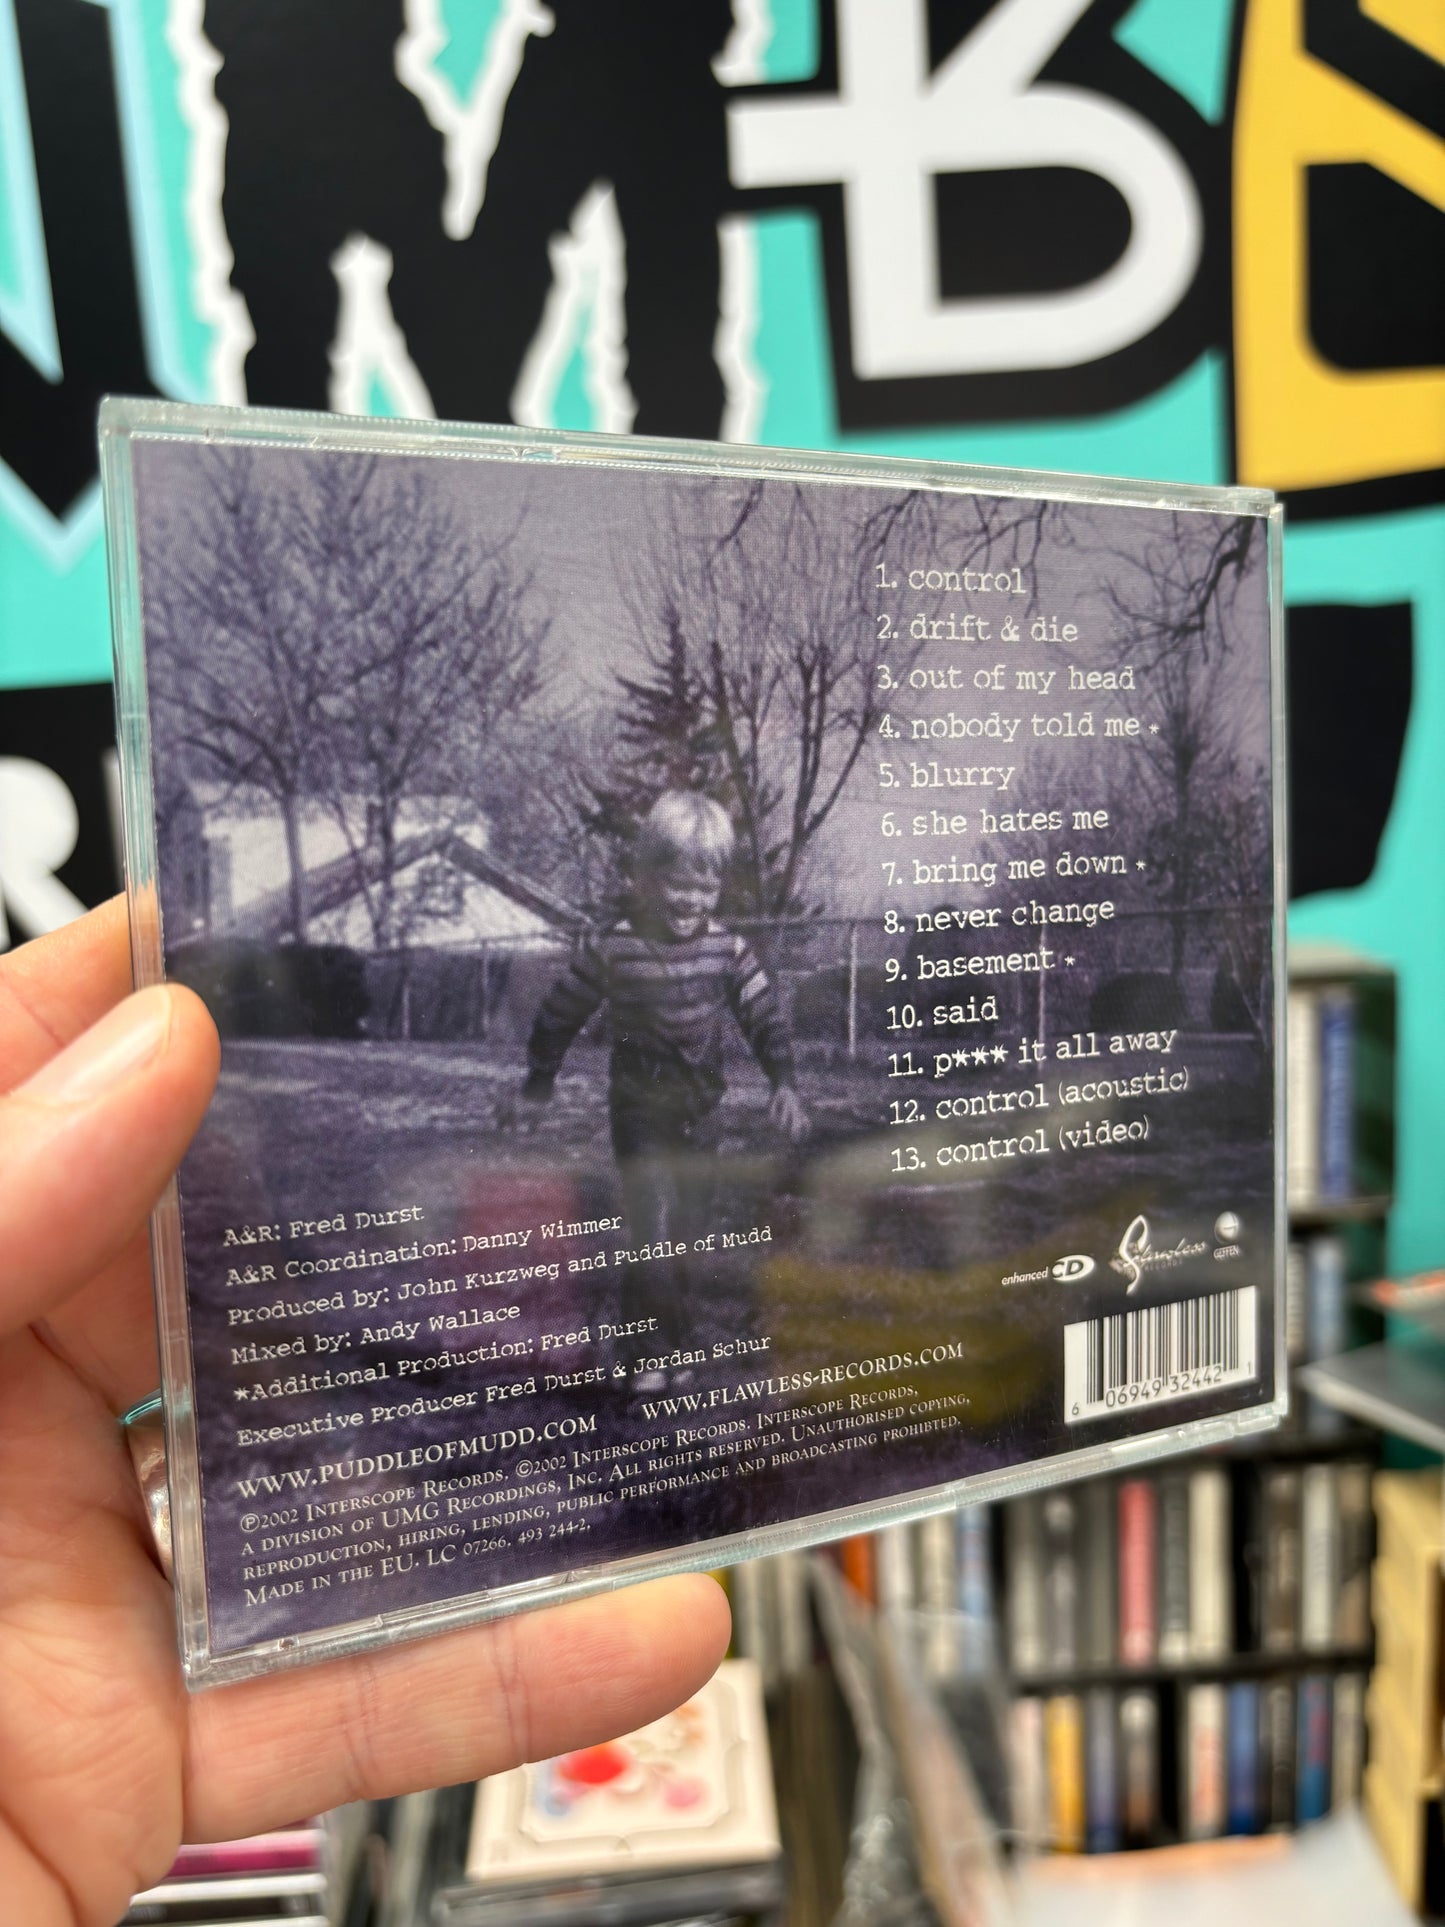 MB
R
1. control
2. drift & die
3. out of my head
4. nobody told me *
5. blurry
6. she hates me
7. bring me down *
8. never change
9. basement *
10. said
11. p*** it all away
12. control (acoustic)
13. control (video)
A&R: Fred Durst
A&R Coordination: Danny Wimmer
Produced by: John Kurzweg and Puddle of Mudd
Mixed by: Andy Wallace
*Additional Production: Fred Durst
Executive Producer Fred Durst & Jordan Schur
WWW.PUDDLEOFMUDD.COM WWW.FLAWLESS-RECORDS.COM
℗2002 Interscope Records. ©2002 Interscope Records. Interscope Records,
a division of UMG Recordings, Inc. All rights reserved. Unauthorised copying,
reproduction, hiring, lending, public performance and broadcasting prohibited.
Made in the EU. LC 07266. 493 244-2.
enhanced CD
Flawless
RECORDS
GEFFEN
6 06949 32442 1